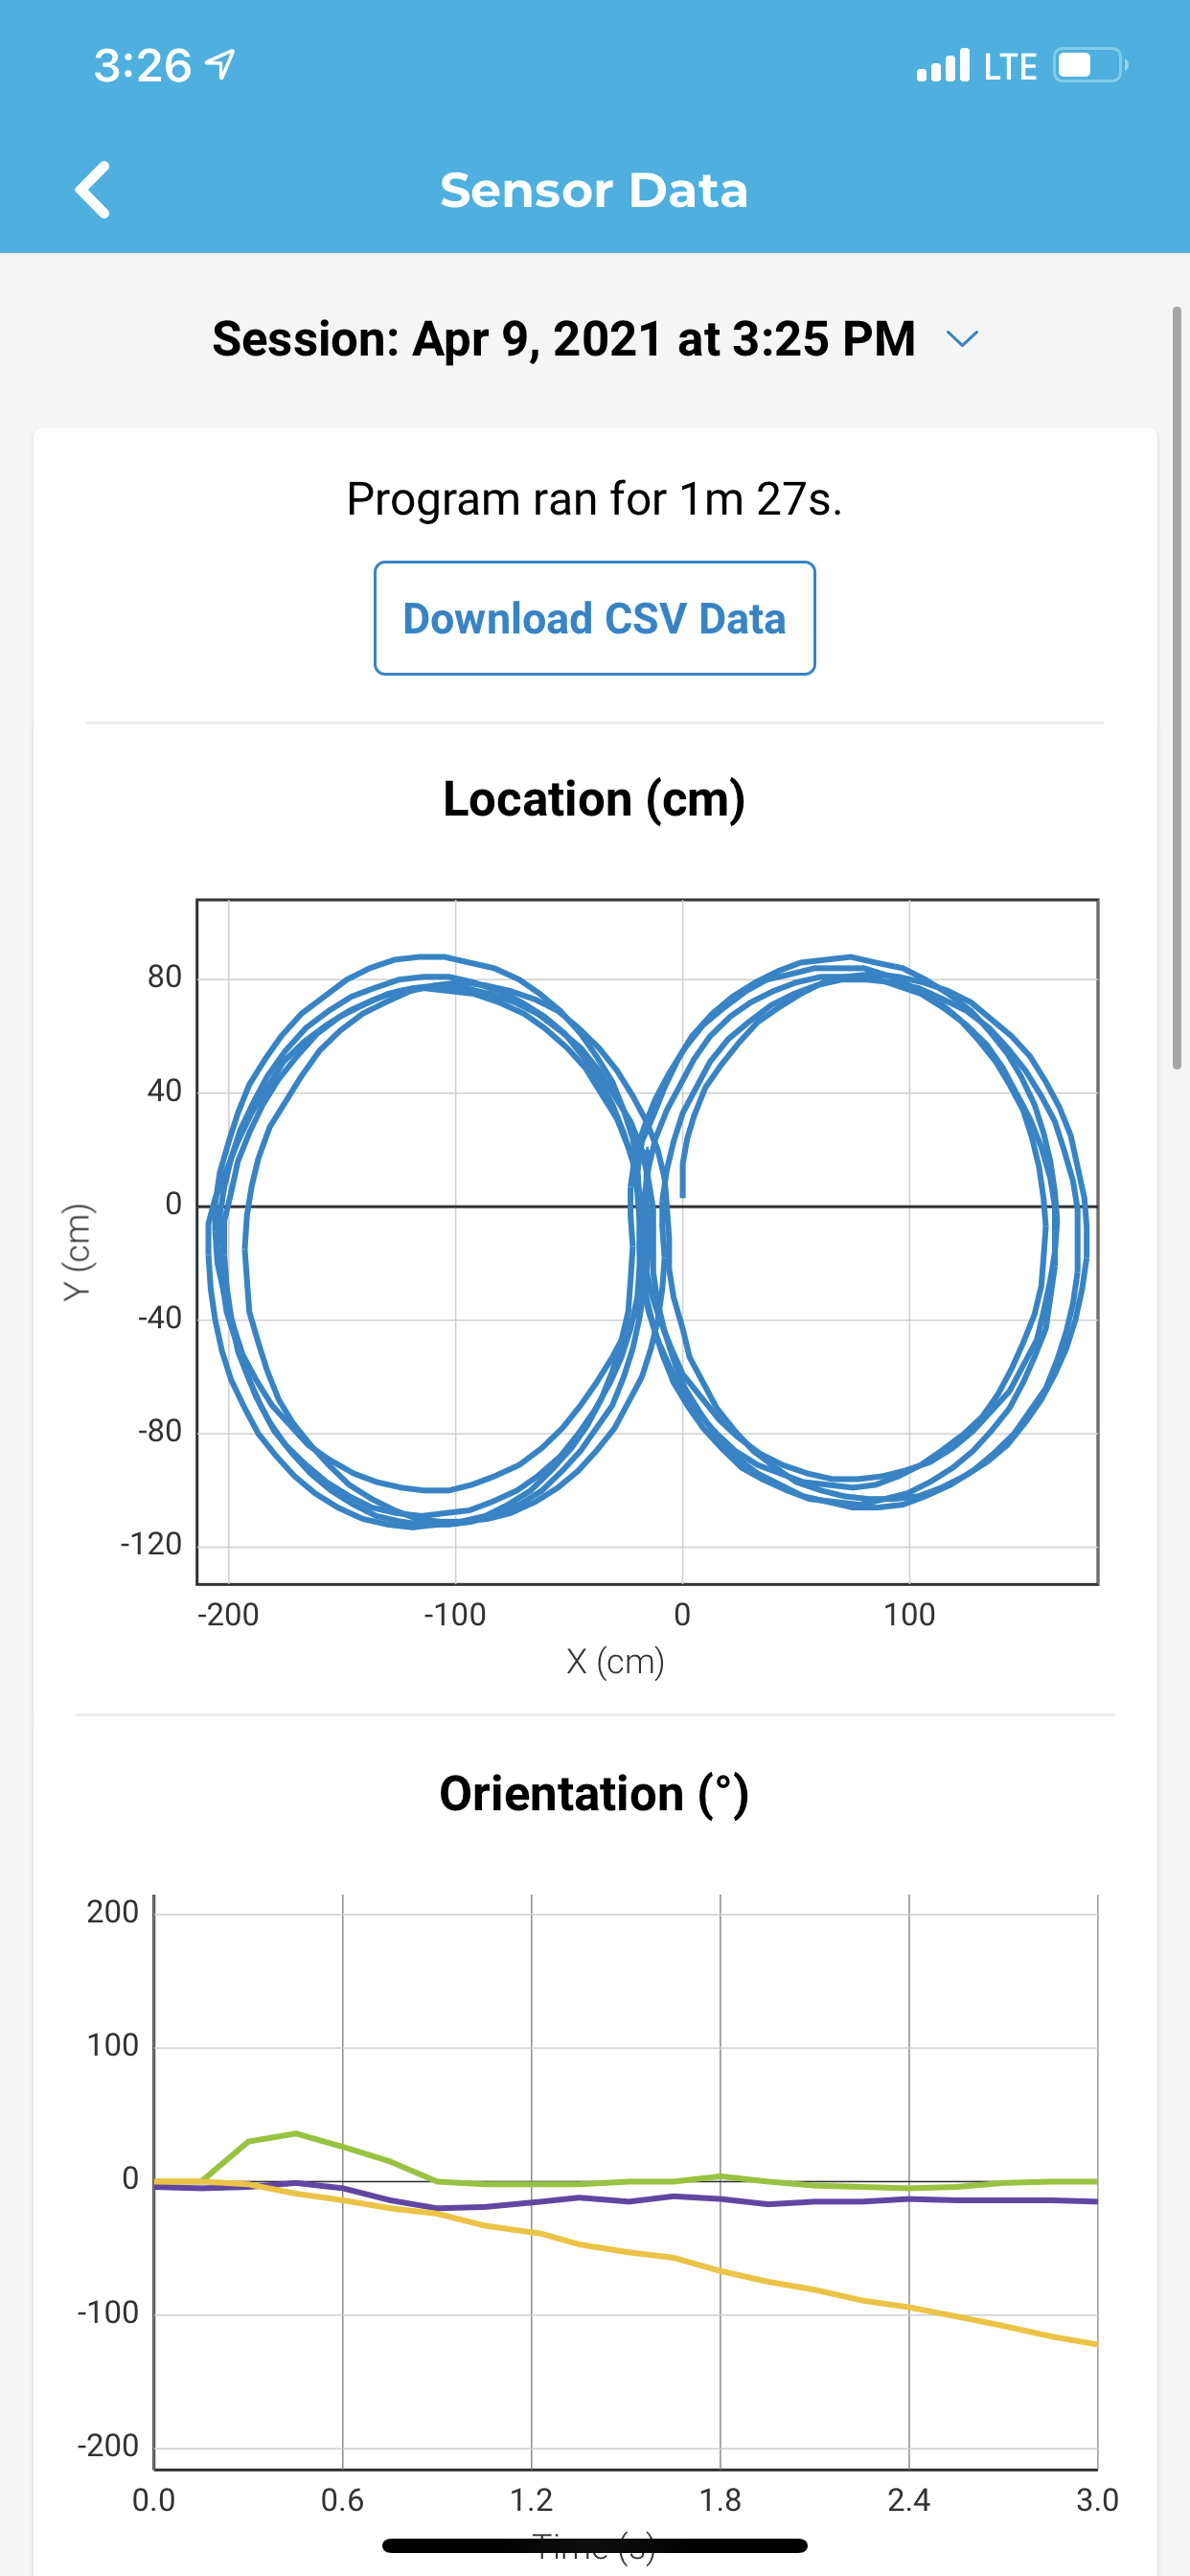 3:26
LTE
Sensor Data
Session: Apr 9, 2021 at 3:25 PM
Program ran for 1m 27s.
Download CSV Data
Location (cm)
80
40
0
-40
-80
-120
Y (cm)
-200 -100 0 100
X (cm)
Orientation (°)
200
100
0
-100
-200
0.0 0.6 1.2 1.8 2.4 3.0
Time (s)